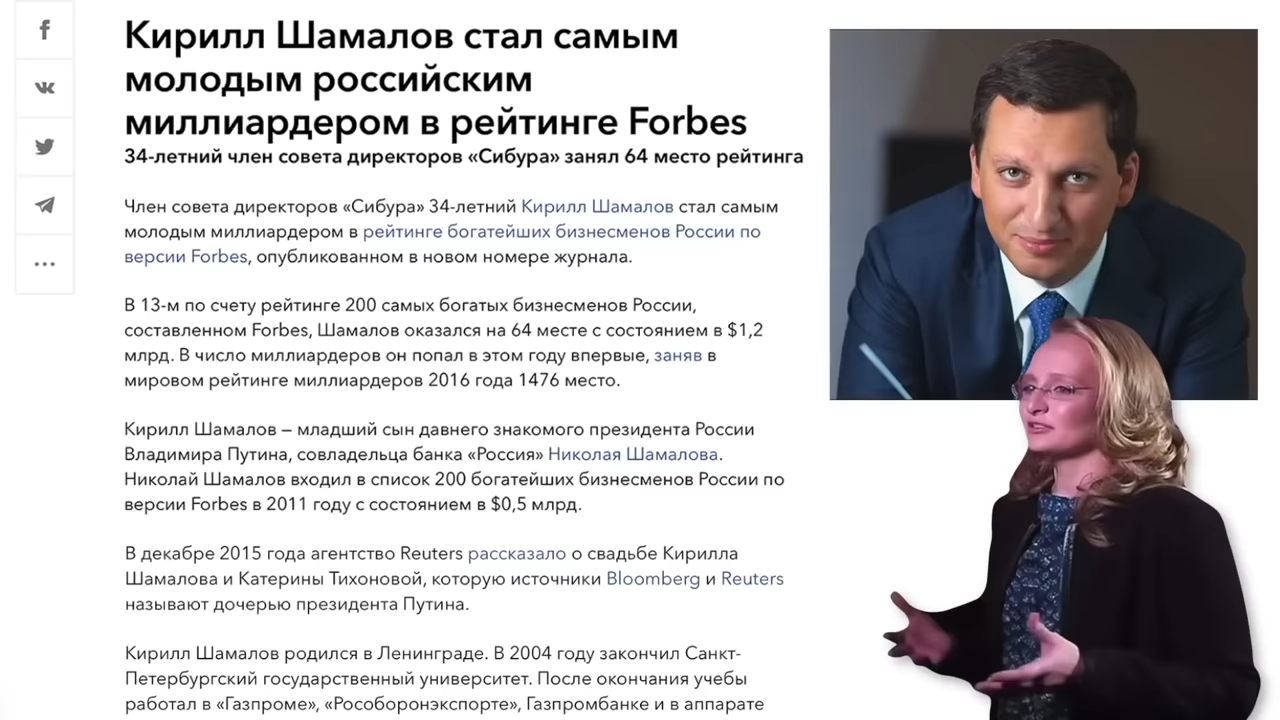 Кирилл Шамалов стал самым
молодым российским
миллиардером в рейтинге Forbes
34-летний член совета директоров «Сибура» занял 64 место рейтинга
Член совета директоров «Сибура» 34-летний Кирилл Шамалов стал самым
молодым миллиардером в рейтинге богатейших бизнесменов России по
версии Forbes, опубликованном в новом номере журнала.
В 13-м по счету рейтинге 200 самых богатых бизнесменов России,
составленном Forbes, Шамалов оказался на 64 месте с состоянием в $1,2
млрд. В число миллиардеров он попал в этом году впервые, заняв в
мировом рейтинге миллиардеров 2016 года 1476 место.
Кирилл Шамалов — младший сын давнего знакомого президента России
Владимира Путина, совладельца банка «Россия» Николая Шамалова.
Николай Шамалов входил в список 200 богатейших бизнесменов России по
версии Forbes в 2011 году с состоянием в $0,5 млрд.
В декабре 2015 года агентство Reuters рассказало о свадьбе Кирилла
Шамалова и Катерины Тихоновой, которую источники Bloomberg и Reuters
называют дочерью президента Путина.
Кирилл Шамалов родился в Ленинграде. В 2004 году закончил Санкт-
Петербургский государственный университет. После окончания учебы
работал в «Газпроме», «Рособоронэкспорте», Газпромбанке и в аппарате